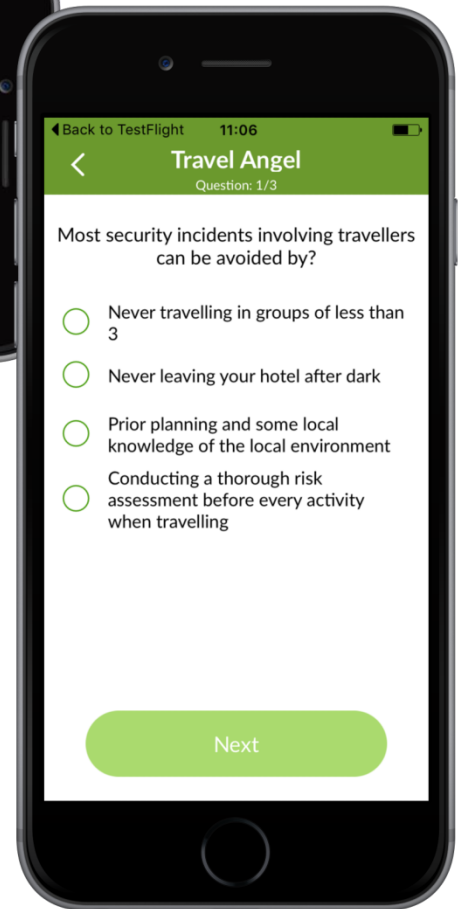 Back to TestFlight 11:06
Travel Angel
Question: 1/3
Most security incidents involving travellers
can be avoided by?
Never travelling in groups of less than
3
Never leaving your hotel after dark
Prior planning and some local
knowledge of the local environment
Conducting a thorough risk
assessment before every activity
when travelling
Next